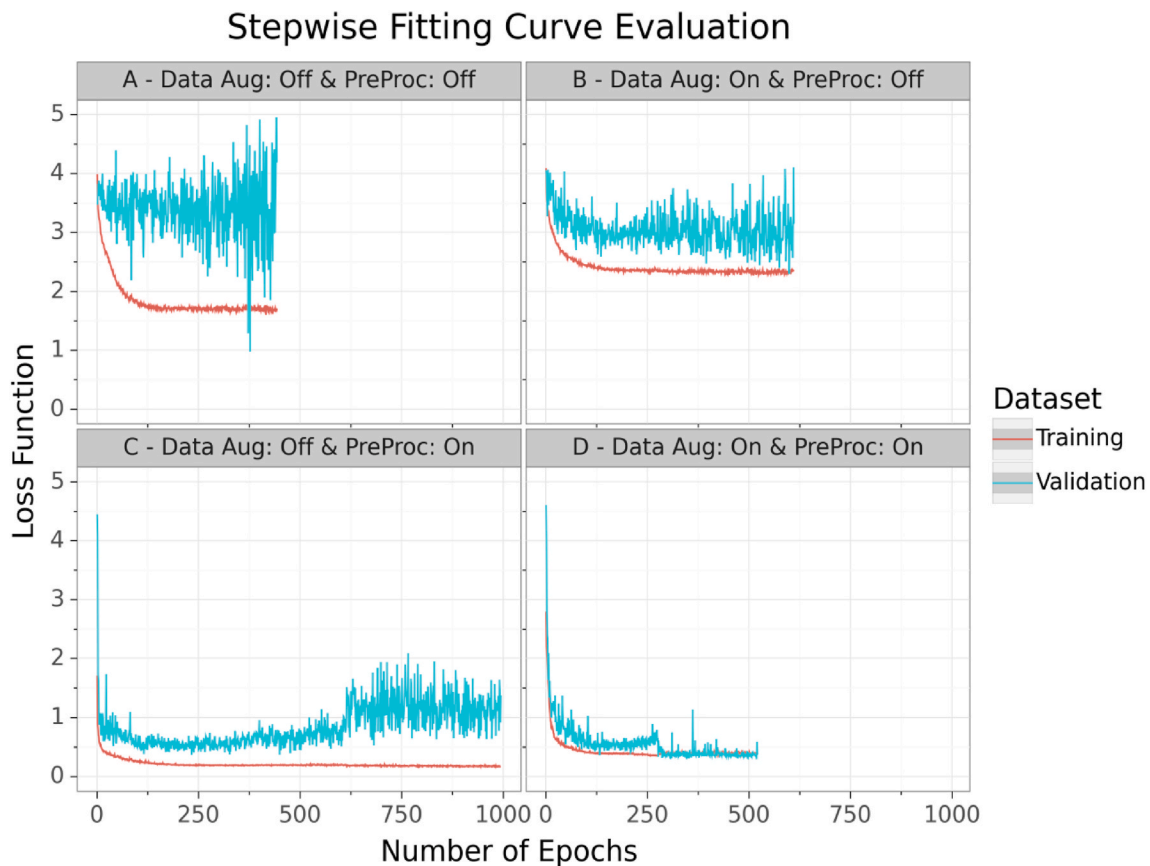 Stepwise Fitting Curve Evaluation
A - Data Aug: Off & PreProc: Off
B - Data Aug: On & PreProc: Off
5
4
3
2
1
0
C - Data Aug: Off & PreProc: On
D - Data Aug: On & PreProc: On
5
4
3
2
1
0
0
250
500
750
1000
0
250
500
750
1000
Loss Function
Number of Epochs
Dataset
Training
Validation